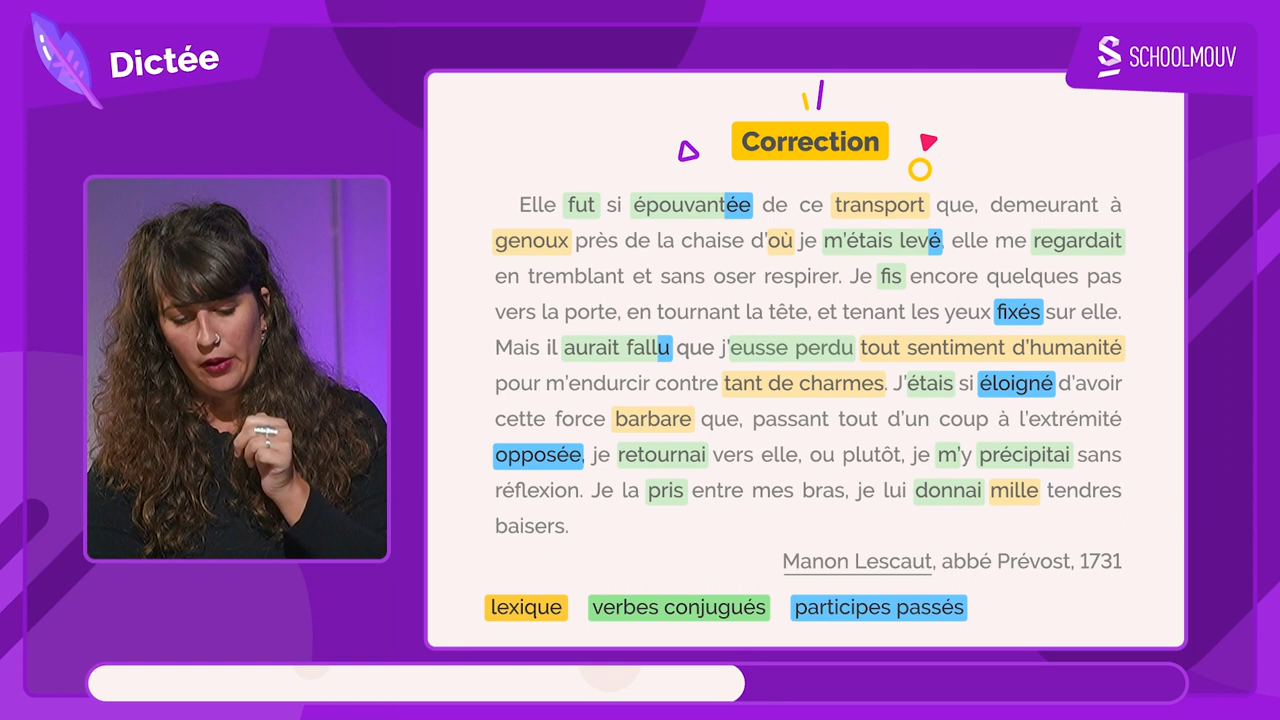 Dictée
SCHOOLMOUV
Correction
Elle fut si épouvantée de ce transport que, demeurant à
genoux près de la chaise d'où je m'étais levé, elle me regardait
en tremblant et sans oser respirer. Je fis encore quelques pas
vers la porte, en tournant la tête, et tenant les yeux fixés sur elle.
Mais il aurait fallu que j'eusse perdu tout sentiment d'humanité
pour m'endurcir contre tant de charmes. J'étais si éloigné d'avoir
cette force barbare que, passant tout d'un coup à l'extrémité
opposée, je retournai vers elle, ou plutôt, je m'y précipitai sans
réflexion. Je la pris entre mes bras, je lui donnai mille tendres
baisers.
Manon Lescaut, abbé Prévost, 1731
lexique verbes conjugués participes passés